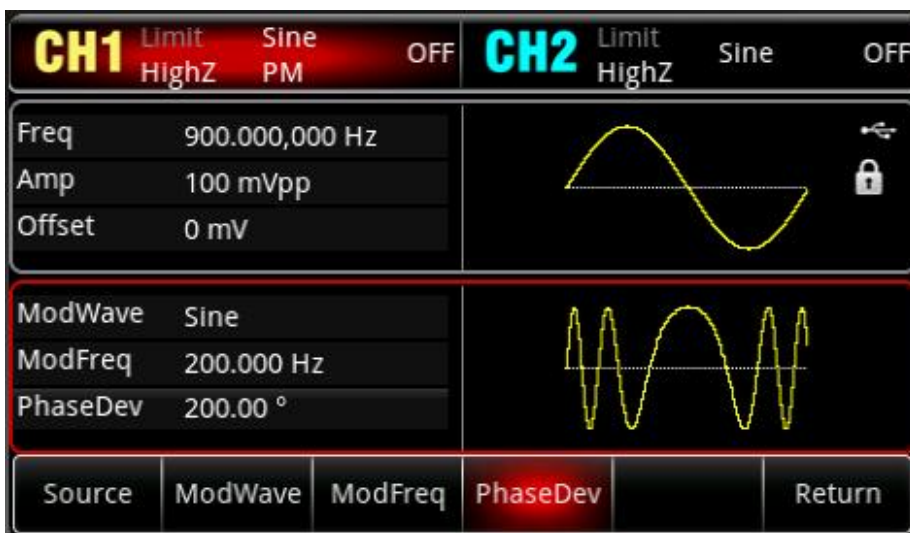 CH1 Limit Sine OFF CH2 Limit Sine OFF
HighZ PM HighZ
Freq 900.000,000 Hz
Amp 100 mVpp
Offset 0 mV
ModWave Sine
ModFreq 200.000 Hz
PhaseDev 200.00 °
Source ModWave ModFreq PhaseDev Return